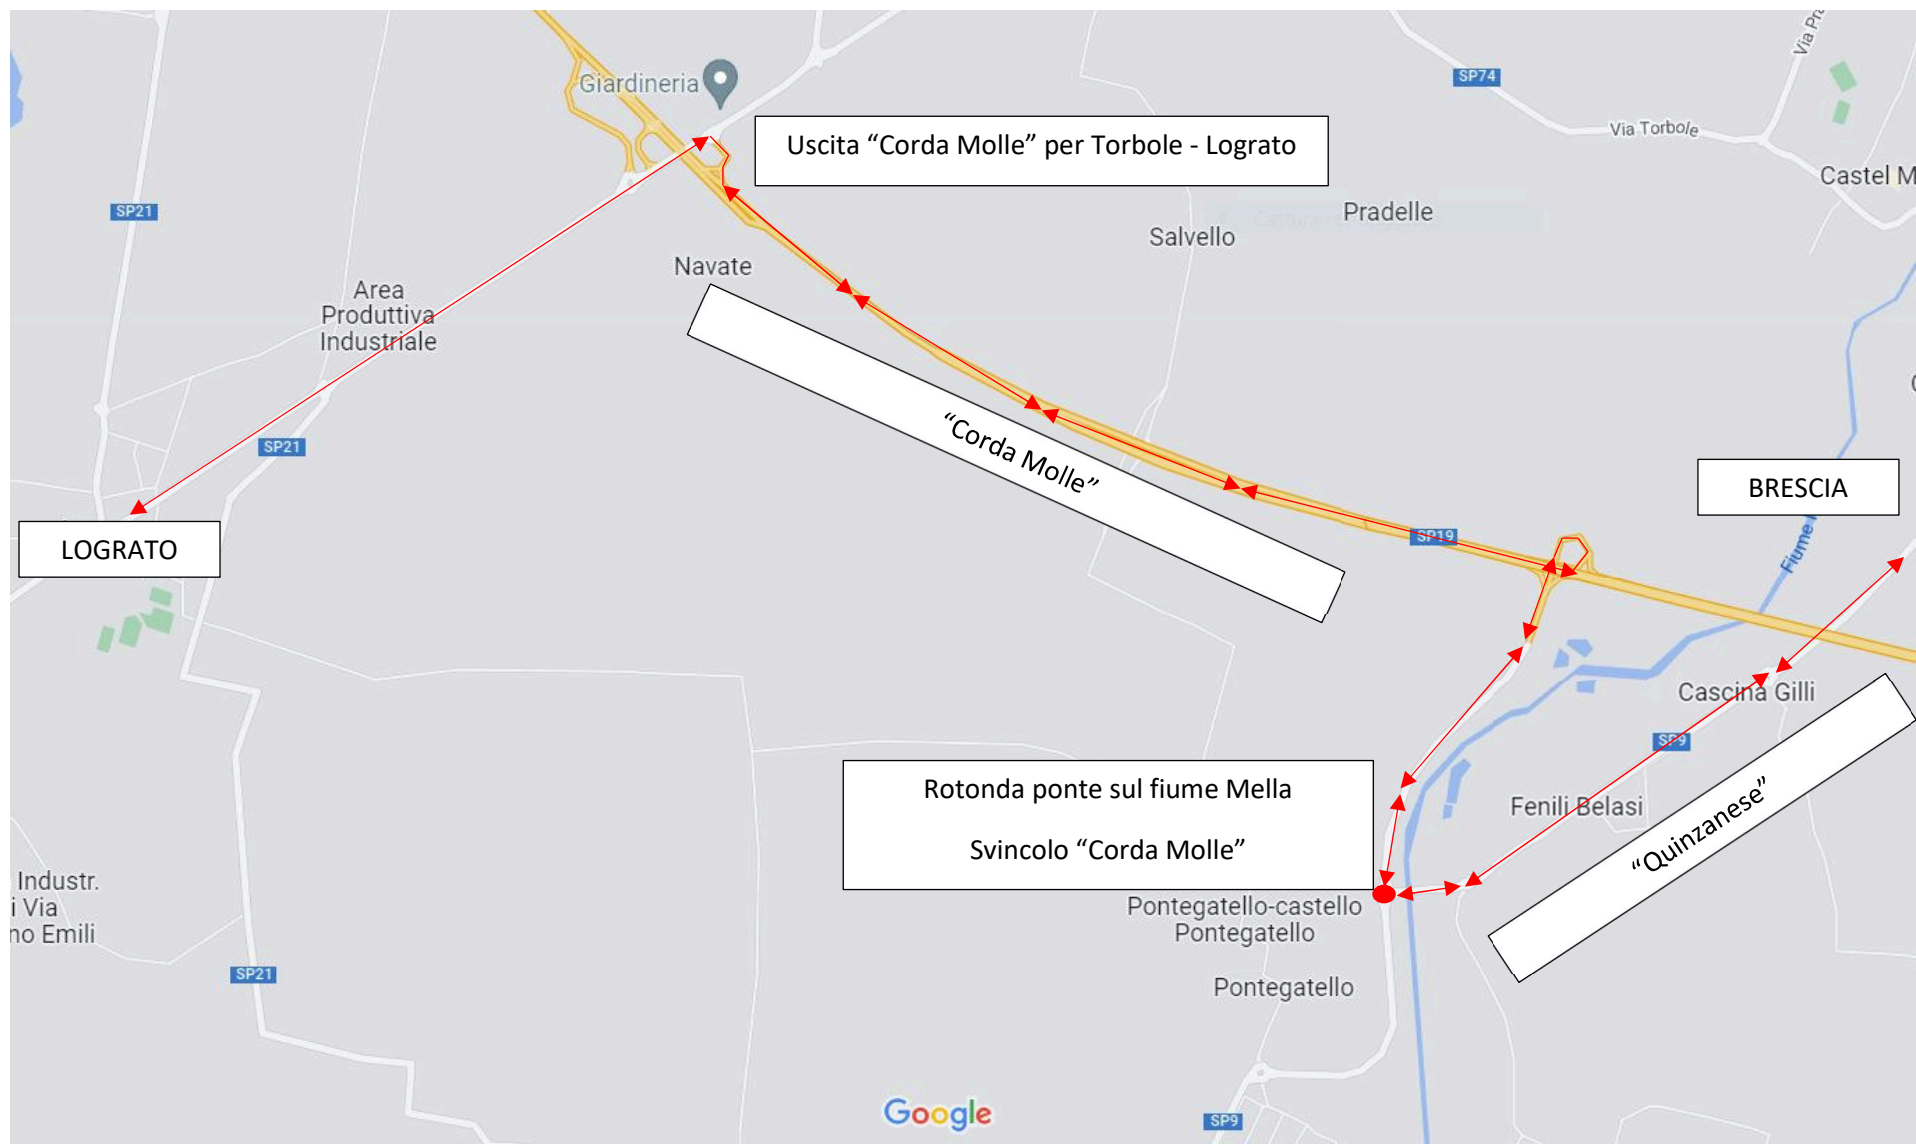 Giardineria
SP74
Via Torbole
Uscita “Corda Molle” per Torbole - Lograto
Castel M
SP21
Pradelle
Salvello
Navate
Area
Produttiva
Industriale
“Corda Molle”
SP21
BRESCIA
LOGRATO
SP19
Fiume
Cascina Gilli
SP9
Rotonda ponte sul fiume Mella
Svincolo “Corda Molle”
Fenili Belasi
“Quinzanese”
Industr.
i Via
no Emili
Pontegatello-castello
Pontegatello
SP21
Pontegatello
Google
SP9